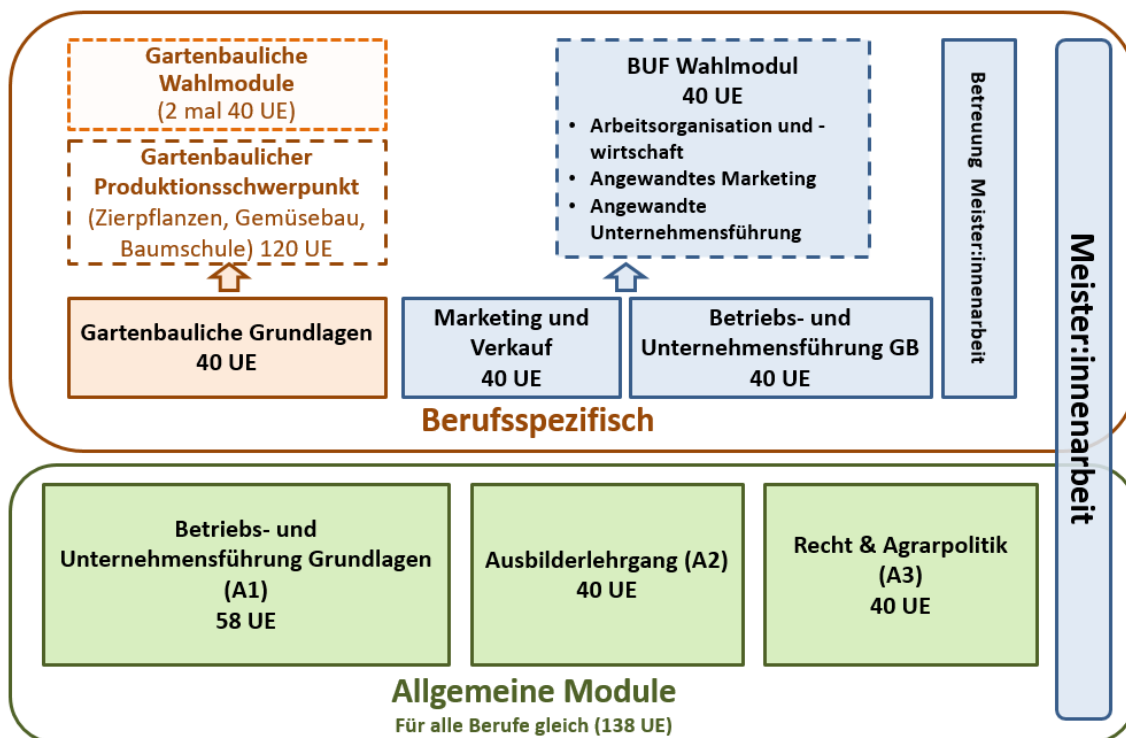 Gartenbauliche
Wahlmodule
(2 mal 40 UE)
Gartenbaulicher
Produktionsschwerpunkt
(Zierpflanzen, Gemüsebau,
Baumschule) 120 UE
BUF Wahlmodul
40 UE
• Arbeitsorganisation und -
wirtschaft
• Angewandtes Marketing
• Angewandte
Unternehmensführung
Betreuung Meister:innenarbeit
Meister:innenarbeit
Gartenbauliche Grundlagen
40 UE
Marketing und
Verkauf
40 UE
Betriebs- und
Unternehmensführung GB
40 UE
Berufsspezifisch
Betriebs- und
Unternehmensführung Grundlagen
(A1)
58 UE
Ausbilderlehrgang (A2)
40 UE
Recht & Agrarpolitik
(A3)
40 UE
Allgemeine Module
Für alle Berufe gleich (138 UE)